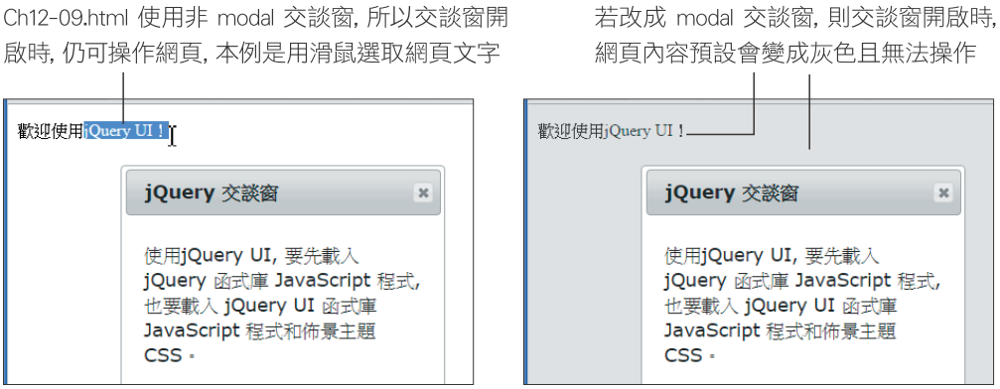 Ch12-09.html 使用非 modal 交談窗, 所以交談窗開
啟時, 仍可操作網頁, 本例是用滑鼠選取網頁文字
歡迎使用jQuery UI！
jQuery 交談窗
使用jQuery UI, 要先載入
jQuery 函式庫 JavaScript 程式,
也要載入 jQuery UI 函式庫
JavaScript 程式和佈景主題
CSS。
若改成 modal 交談窗, 則交談窗開啟時,
網頁內容預設會變成灰色且無法操作
歡迎使用jQuery UI！
jQuery 交談窗
使用jQuery UI, 要先載入
jQuery 函式庫 JavaScript 程式,
也要載入 jQuery UI 函式庫
JavaScript 程式和佈景主題
CSS。